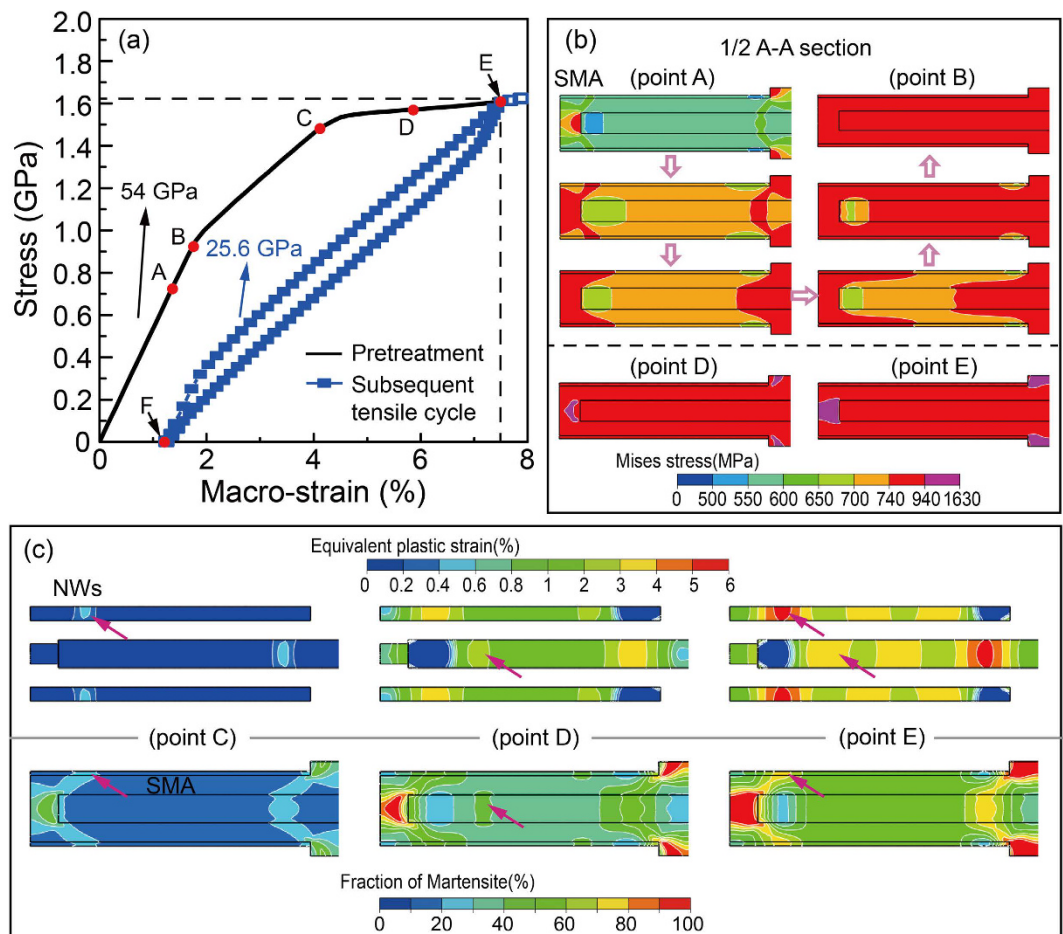 (a)
2.0
1.8
1.6
1.4
1.2
1.0
0.8
0.6
0.4
0.2
0
Stress (GPa)
E
C
D
54 GPa
B
25.6 GPa
A
F
Pretreatment
Subsequent
tensile cycle
0 2 4 6 8
Macro-strain (%)
(b)
1/2 A-A section
SMA (point A) (point B)
(point D) (point E)
Mises stress(MPa)
0 500 550 600 650 700 740 940 1630
(c)
Equivalent plastic strain(%)
NWs
0 0.2 0.4 0.6 0.8 1 2 3 4 5 6
(point C) (point D) (point E)
SMA
Fraction of Martensite(%)
0 20 40 60 80 100